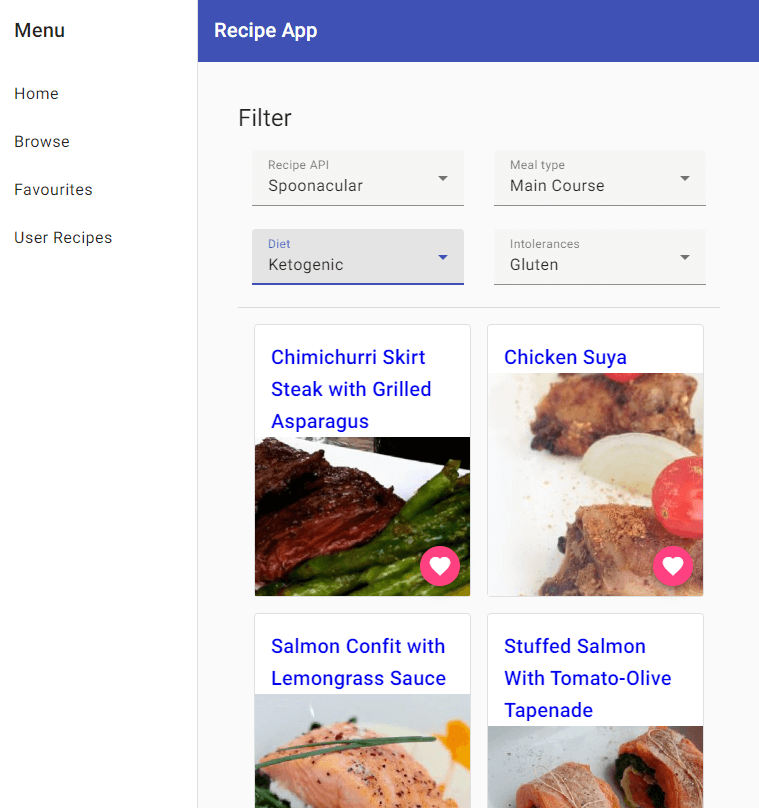 Menu
Home
Browse
Favourites
User Recipes
Recipe App
Filter
Recipe API
Spoonacular
Meal type
Main Course
Diet
Ketogenic
Intolerances
Gluten
Chimichurri Skirt
Steak with Grilled
Asparagus
Chicken Suya
Salmon Confit with
Lemongrass Sauce
Stuffed Salmon
With Tomato-Olive
Tapenade